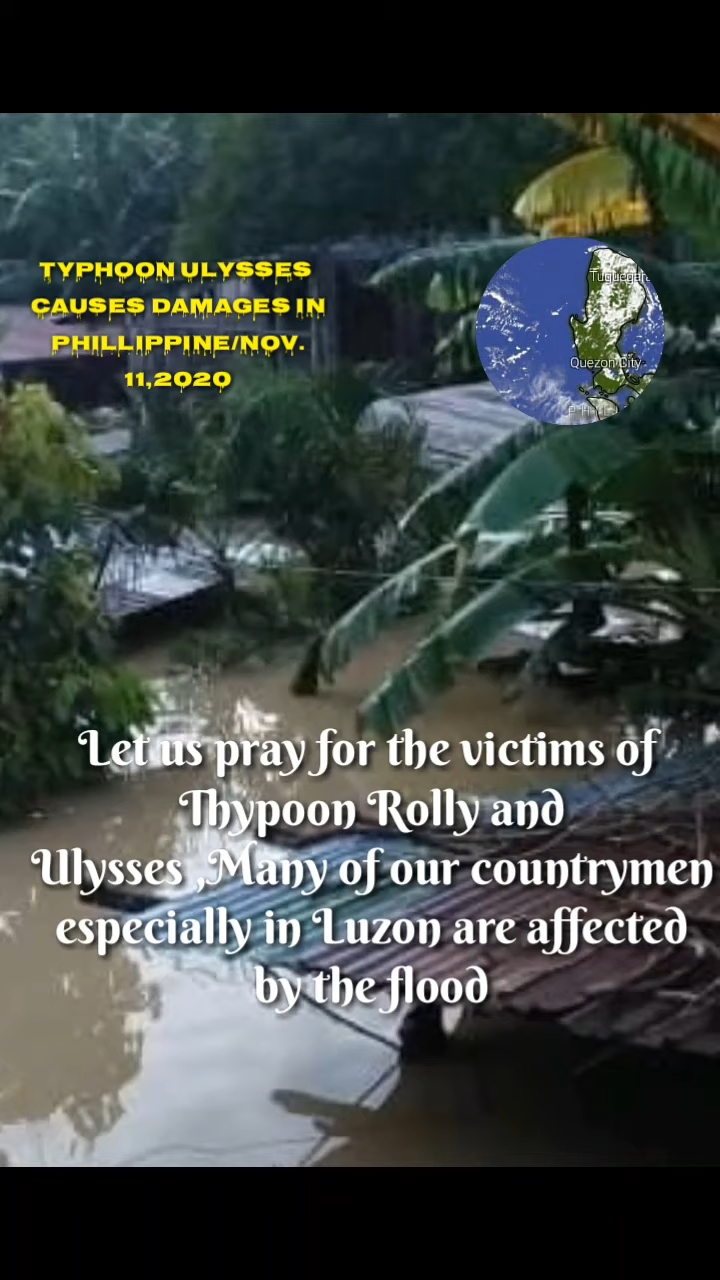 TYPHOON ULYSSES
CAUSES DAMAGES IN
PHILLIPPINE/NOV.
11,2020
Quezon City
Let us pray for the victims of
Thypoon Rolly and
Ulysses ,Many of our countrymen
especially in Luzon are affected
by the flood